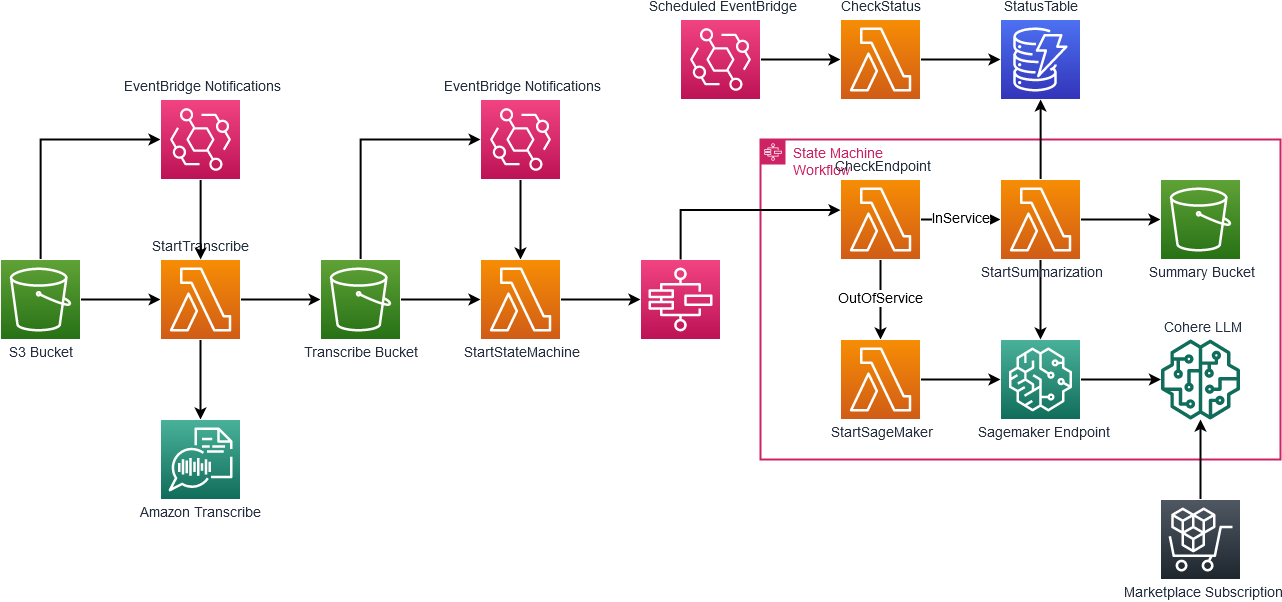 Scheduled EventBridge
CheckStatus
StatusTable
EventBridge Notifications
EventBridge Notifications
State Machine
Workflow
CheckEndpoint
InService
StartTranscribe
StartSummarization
Summary Bucket
OutOfService
Cohere LLM
S3 Bucket
Transcribe Bucket
StartStateMachine
StartSageMaker
Sagemaker Endpoint
Amazon Transcribe
Marketplace Subscription